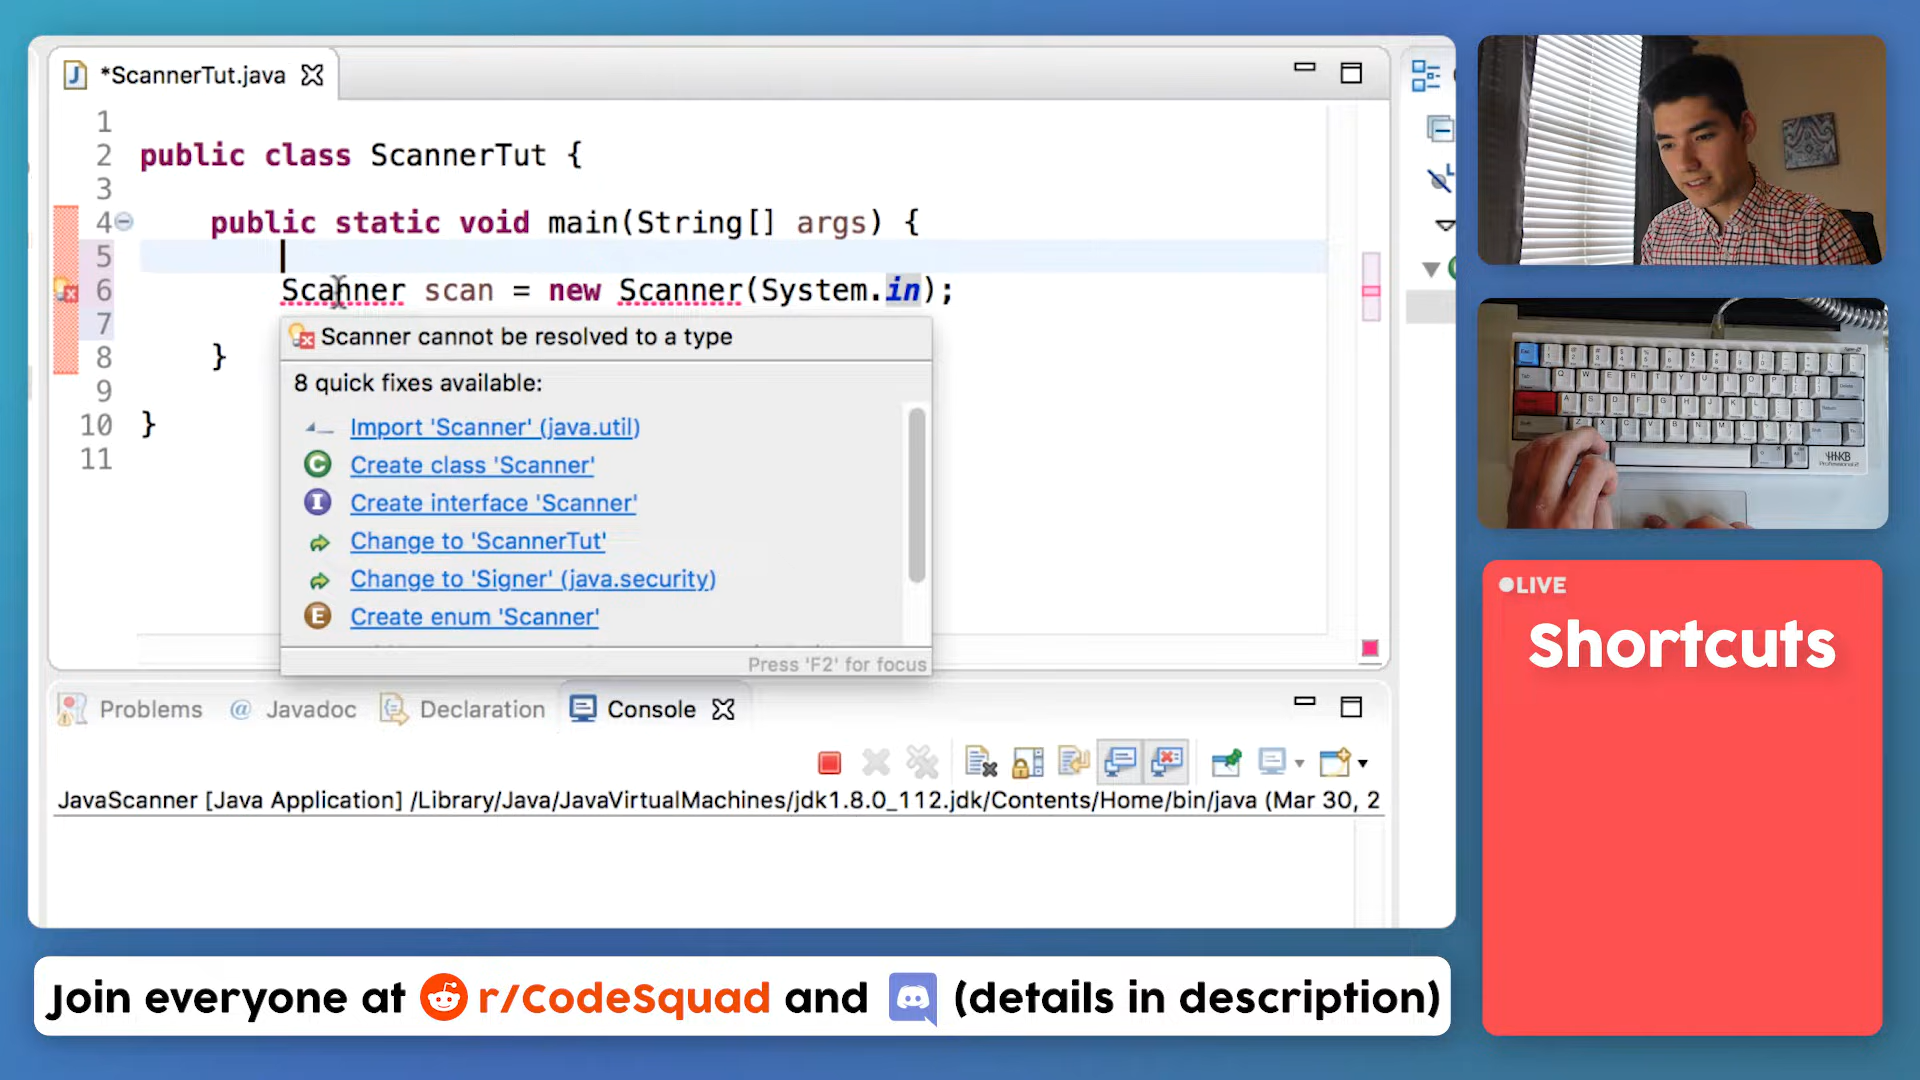 *ScannerTut.java
1
2 public class ScannerTut {
3
4 public static void main(String[] args) {
5
6 Scanner scan = new Scanner(System.in);
7
8 }
9
10 }
11
Scanner cannot be resolved to a type
8 quick fixes available:
Import 'Scanner' (java.util)
Create class 'Scanner'
Create interface 'Scanner'
Change to 'ScannerTut'
Change to 'Signer' (java.security)
Create enum 'Scanner'
Press 'F2' for focus
Problems @ Javadoc Declaration Console
JavaScanner [Java Application] /Library/Java/JavaVirtualMachines/jdk1.8.0_112.jdk/Contents/Home/bin/java (Mar 30, 2
HHKB
LIVE
Shortcuts
Join everyone at r/CodeSquad and (details in description)